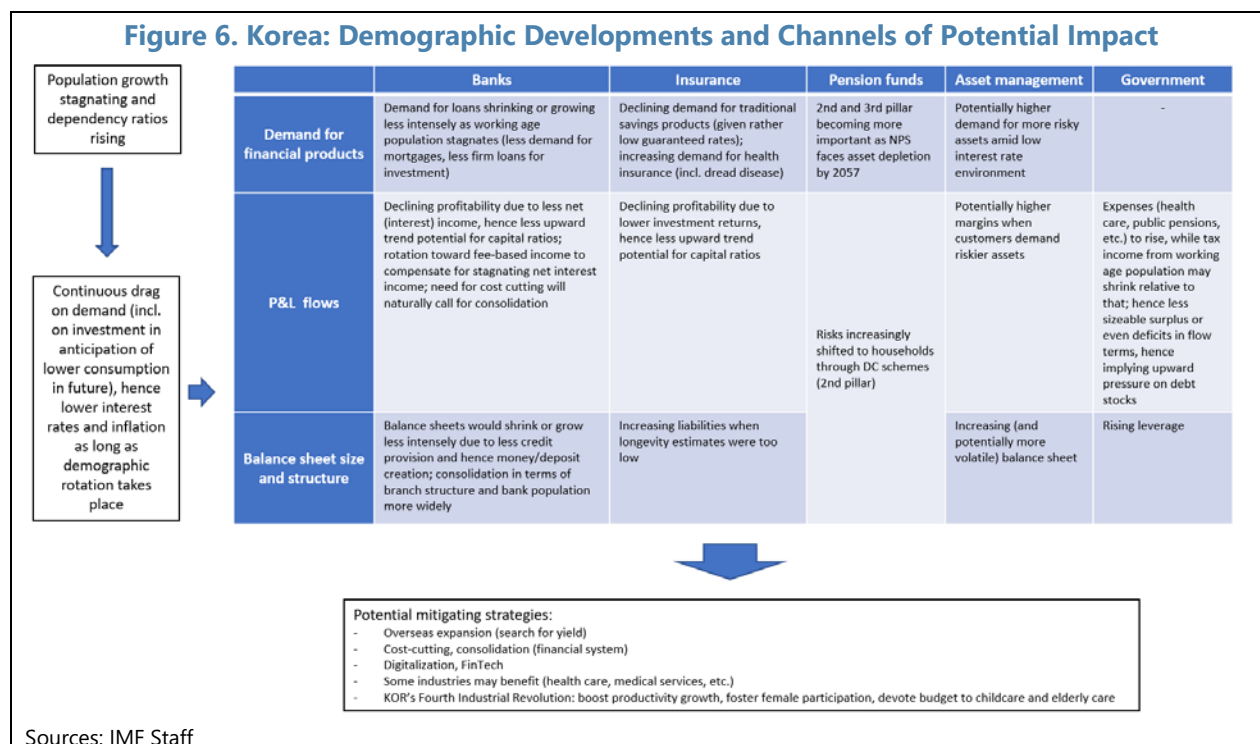 Figure 6. Korea: Demographic Developments and Channels of Potential Impact
Population growth
stagnating and
dependency ratios
rising
Continuous drag
on demand (incl.
on investment in
anticipation of
lower consumption
in future), hence
lower interest
rates and inflation
as long as
demographic
rotation takes
place
Banks
Insurance
Pension funds
Asset management
Government
Demand for
financial products
Demand for loans shrinking or growing
less intensely as working age
population stagnates (less demand for
mortgages, less firm loans for
investment)
Declining demand for traditional
savings products (given rather
low guaranteed rates);
increasing demand for health
insurance (incl. dread disease)
2nd and 3rd pillar
becoming more
important as NPS
faces asset depletion
by 2057
Potentially higher
demand for more risky
assets amid low
interest rate
environment
-
P&L flows
Declining profitability due to less net
(interest) income, hence less upward
trend potential for capital ratios;
rotation toward fee-based income to
compensate for stagnating net interest
income; need for cost cutting will
naturally call for consolidation
Declining profitability due to
lower investment returns,
hence less upward trend
potential for capital ratios
Risks increasingly
shifted to households
through DC schemes
(2nd pillar)
Potentially higher
margins when
customers demand
riskier assets
Expenses (health
care, public pensions,
etc.) to rise, while tax
income from working
age population may
shrink relative to
that; hence less
sizeable surplus or
even deficits in flow
terms, hence
implying upward
pressure on debt
stocks
Balance sheet size
and structure
Balance sheets would shrink or grow
less intensely due to less credit
provision and hence money/deposit
creation; consolidation in terms of
branch structure and bank population
more widely
Increasing liabilities when
longevity estimates were too
low
Increasing (and
potentially more
volatile) balance sheet
Rising leverage
Potential mitigating strategies:
- Overseas expansion (search for yield)
- Cost-cutting, consolidation (financial system)
- Digitalization, FinTech
- Some industries may benefit (health care, medical services, etc.)
- KOR's Fourth Industrial Revolution: boost productivity growth, foster female participation, devote budget to childcare and elderly care
Sources: IMF Staff